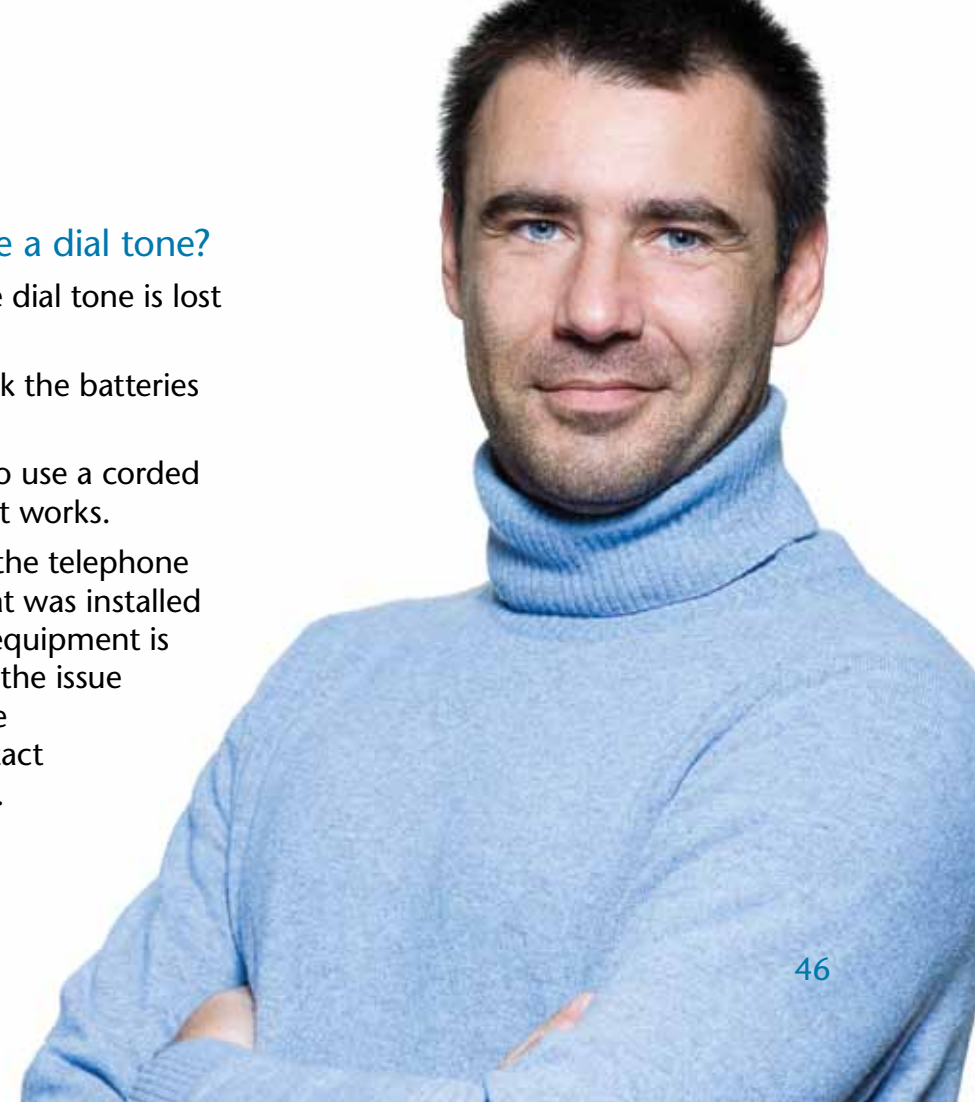 e a dial tone?
e dial tone is lost
k the batteries
o use a corded
t works.
the telephone
at was installed
equipment is
the issue
e
act
.
46